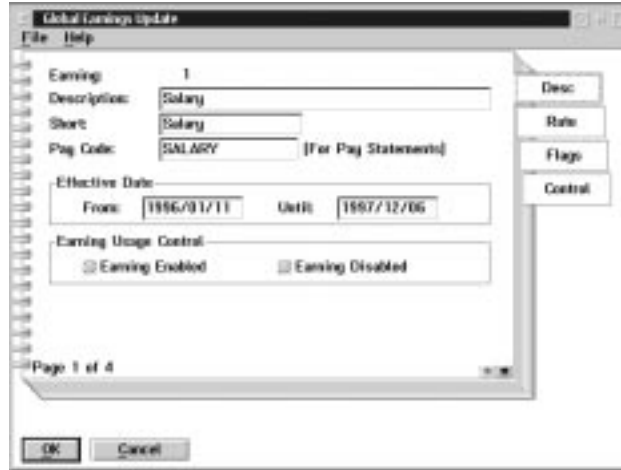 Global Earnings Update
File Help
Earning: 1
Description: Salary
Short: Salary
Pay Code: SALARY (For Pay Statements)
Effective Date
From: 1996/01/11 Until: 1997/12/06
Earning Usage Control
Earning Enabled Earning Disabled
Page 1 of 4
Desc
Rate
Flags
Control
OK Cancel